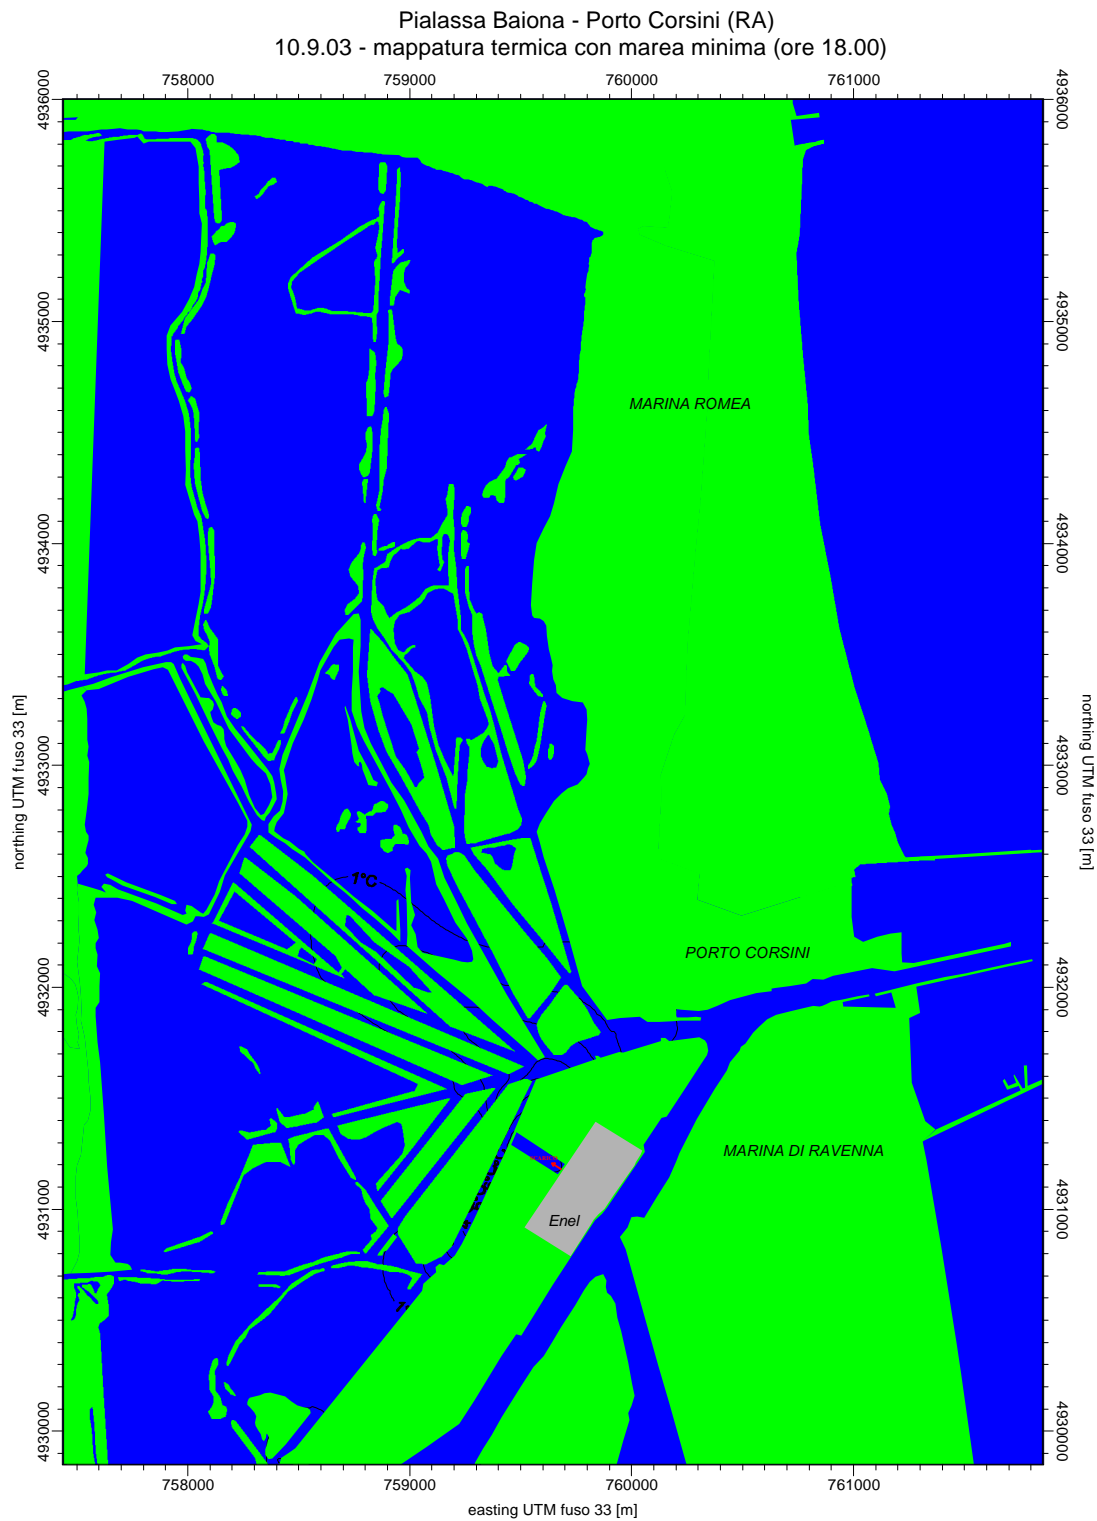 Pialassa Baiona - Porto Corsini (RA)
10.9.03 - mappatura termica con marea minima (ore 18.00)
758000 759000 760000 761000
4936000 4936000
4935000 4935000
MARINA ROMEA
4934000 4934000
northing UTM fuso 33 [m] northing UTM fuso 33 [m]
4933000 4933000
1°C
PORTO CORSINI
4932000 4932000
MARINA DI RAVENNA
4931000 4931000
Enel
4930000 4930000
758000 759000 760000 761000
easting UTM fuso 33 [m]